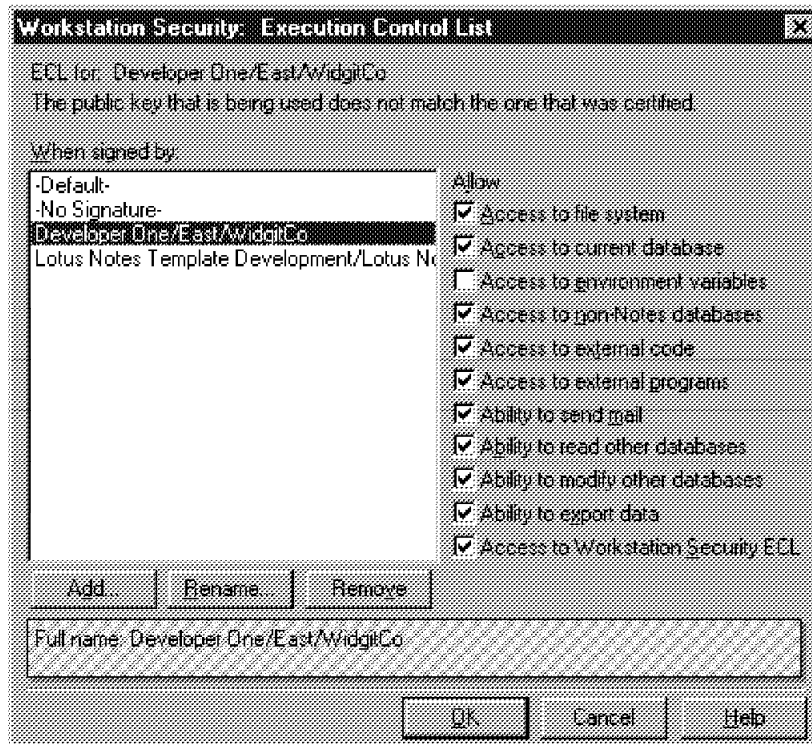 Workstation Security: Execution Control List
ECL for: Developer One/East/WidgitCo
The public key that is being used does not match the one that was certified.
When signed by:
-Default-
-No Signature-
Developer One/East/WidgitCo
Lotus Notes Template Development/Lotus No
Allow
Access to file system
Access to current database
Access to environment variables
Access to non-Notes databases
Access to external code
Access to external programs
Ability to send mail
Ability to read other databases
Ability to modify other databases
Ability to export data
Access to Workstation Security ECL
Add... Rename... Remove
Full name: Developer One/East/WidgitCo
OK Cancel Help